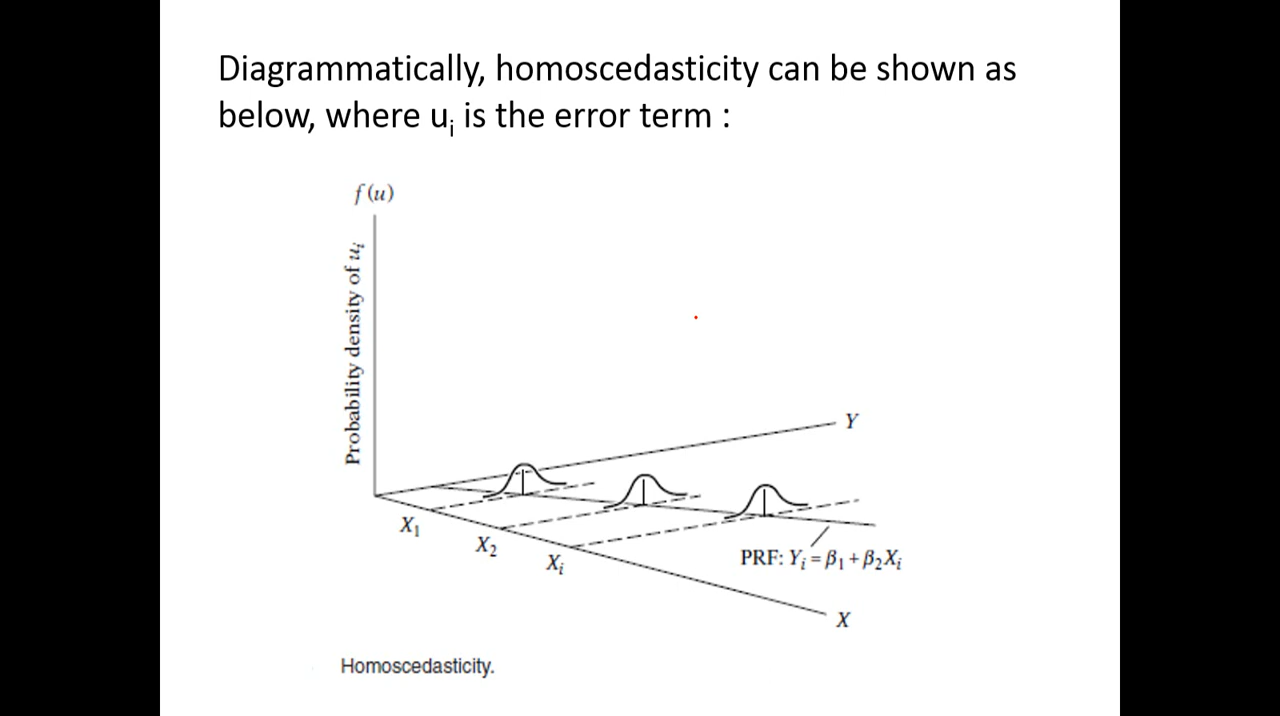 Diagrammatically, homoscedasticity can be shown as
below, where uᵢ is the error term :
f(u)
Probability density of uᵢ
Y
X₁
X₂
Xᵢ
PRF: Yᵢ = β₁ + β₂Xᵢ
X
Homoscedasticity.